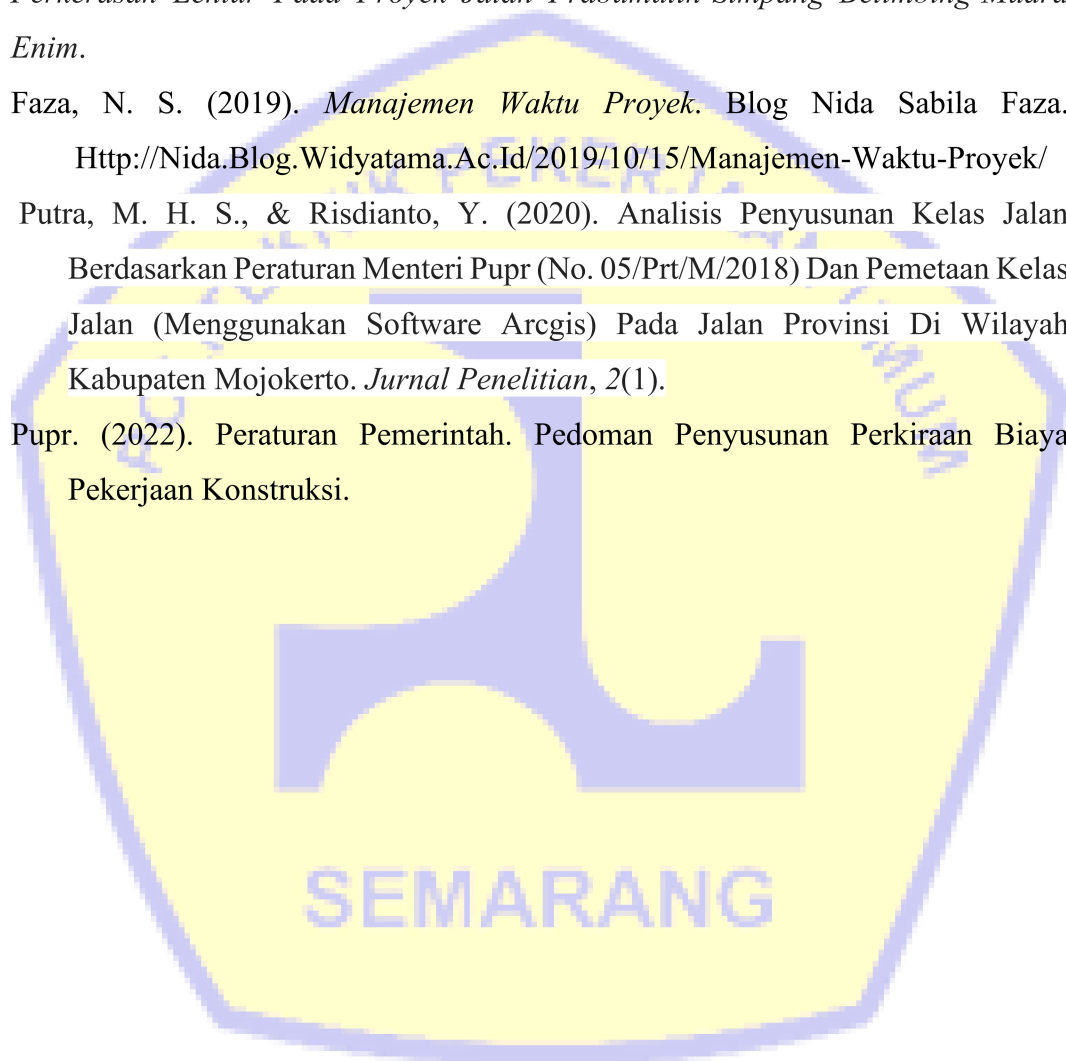 Perkerasan Lentur Pada Proyek Jalan Prabumulih-Simpang Belimbing-Muara
Enim.
Faza, N. S. (2019). Manajemen Waktu Proyek. Blog Nida Sabila Faza.
Http://Nida.Blog.Widyatama.Ac.Id/2019/10/15/Manajemen-Waktu-Proyek/
Putra, M. H. S., & Risdianto, Y. (2020). Analisis Penyusunan Kelas Jalan
Berdasarkan Peraturan Menteri Pupr (No. 05/Prt/M/2018) Dan Pemetaan Kelas
Jalan (Menggunakan Software Arcgis) Pada Jalan Provinsi Di Wilayah
Kabupaten Mojokerto. Jurnal Penelitian, 2(1).
Pupr. (2022). Peraturan Pemerintah. Pedoman Penyusunan Perkiraan Biaya
Pekerjaan Konstruksi.
SEMARANG